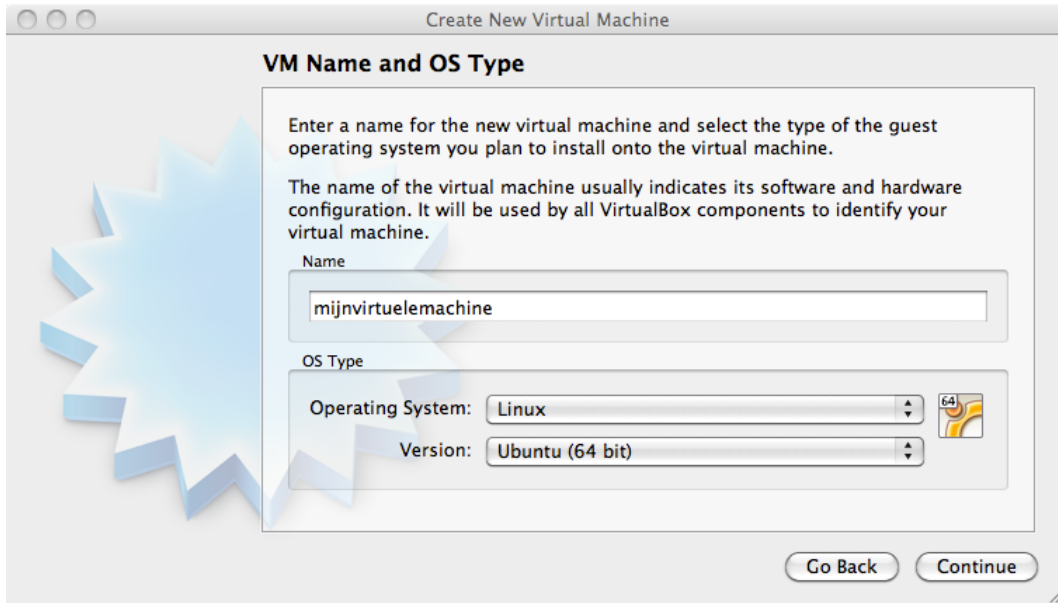 Create New Virtual Machine
VM Name and OS Type
Enter a name for the new virtual machine and select the type of the guest
operating system you plan to install onto the virtual machine.
The name of the virtual machine usually indicates its software and hardware
configuration. It will be used by all VirtualBox components to identify your
virtual machine.
Name
mijnvirtuelemachine
OS Type
Operating System: Linux
64
Version: Ubuntu (64 bit)
Go Back Continue